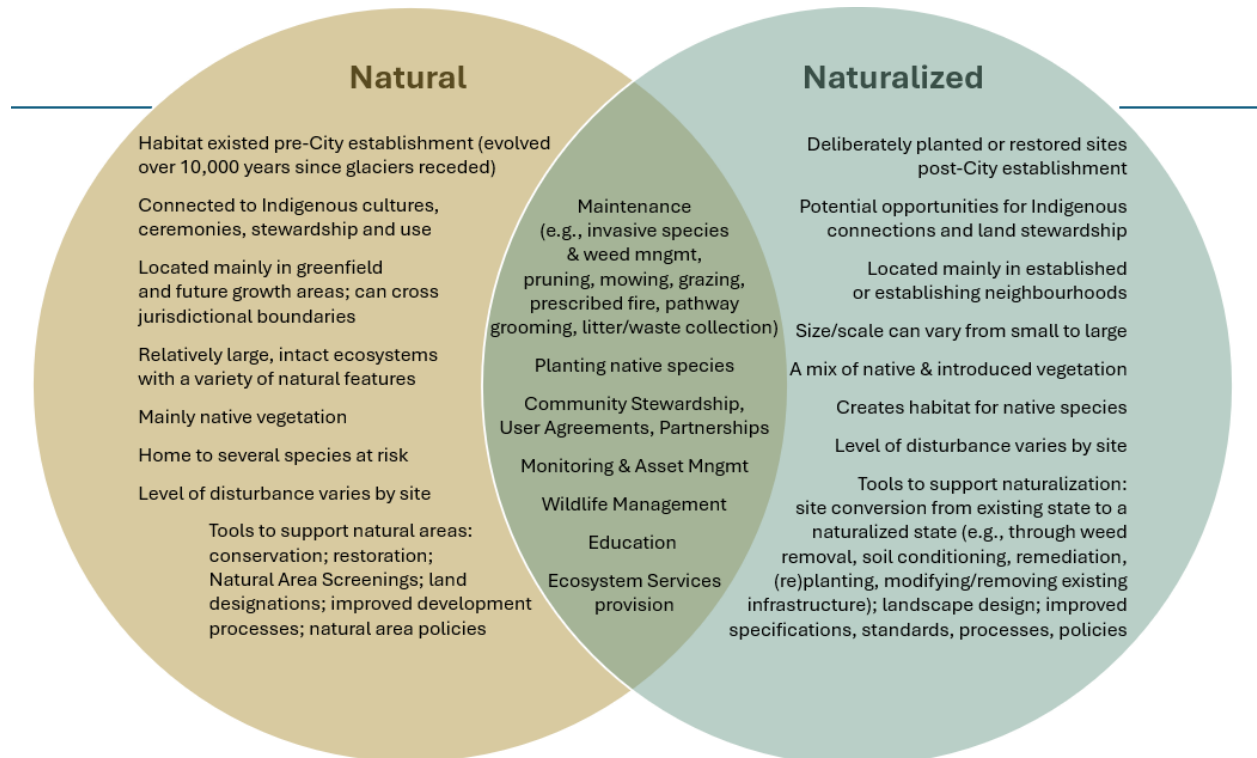 Natural
Habitat existed pre-City establishment (evolved
over 10,000 years since glaciers receded)
Connected to Indigenous cultures,
ceremonies, stewardship and use
Located mainly in greenfield
and future growth areas; can cross
jurisdictional boundaries
Relatively large, intact ecosystems
with a variety of natural features
Mainly native vegetation
Home to several species at risk
Level of disturbance varies by site
Tools to support natural areas:
conservation; restoration;
Natural Area Screenings; land
designations; improved development
processes; natural area policies
Maintenance
(e.g., invasive species
& weed mngmt,
pruning, mowing, grazing,
prescribed fire, pathway
grooming, litter/waste collection)
Planting native species
Community Stewardship,
User Agreements, Partnerships
Monitoring & Asset Mngmt
Wildlife Management
Education
Ecosystem Services
provision
Naturalized
Deliberately planted or restored sites
post-City establishment
Potential opportunities for Indigenous
connections and land stewardship
Located mainly in established
or establishing neighbourhoods
Size/scale can vary from small to large
A mix of native & introduced vegetation
Creates habitat for native species
Level of disturbance varies by site
Tools to support naturalization:
site conversion from existing state to a
naturalized state (e.g., through weed
removal, soil conditioning, remediation,
(re)planting, modifying/removing existing
infrastructure); landscape design; improved
specifications, standards, processes, policies